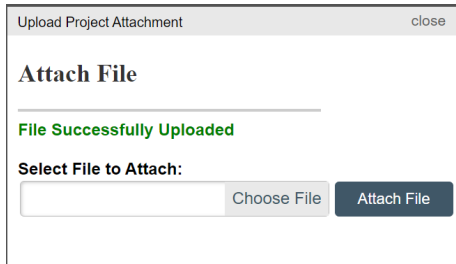 Upload Project Attachment close
Attach File
File Successfully Uploaded
Select File to Attach:
Choose File Attach File